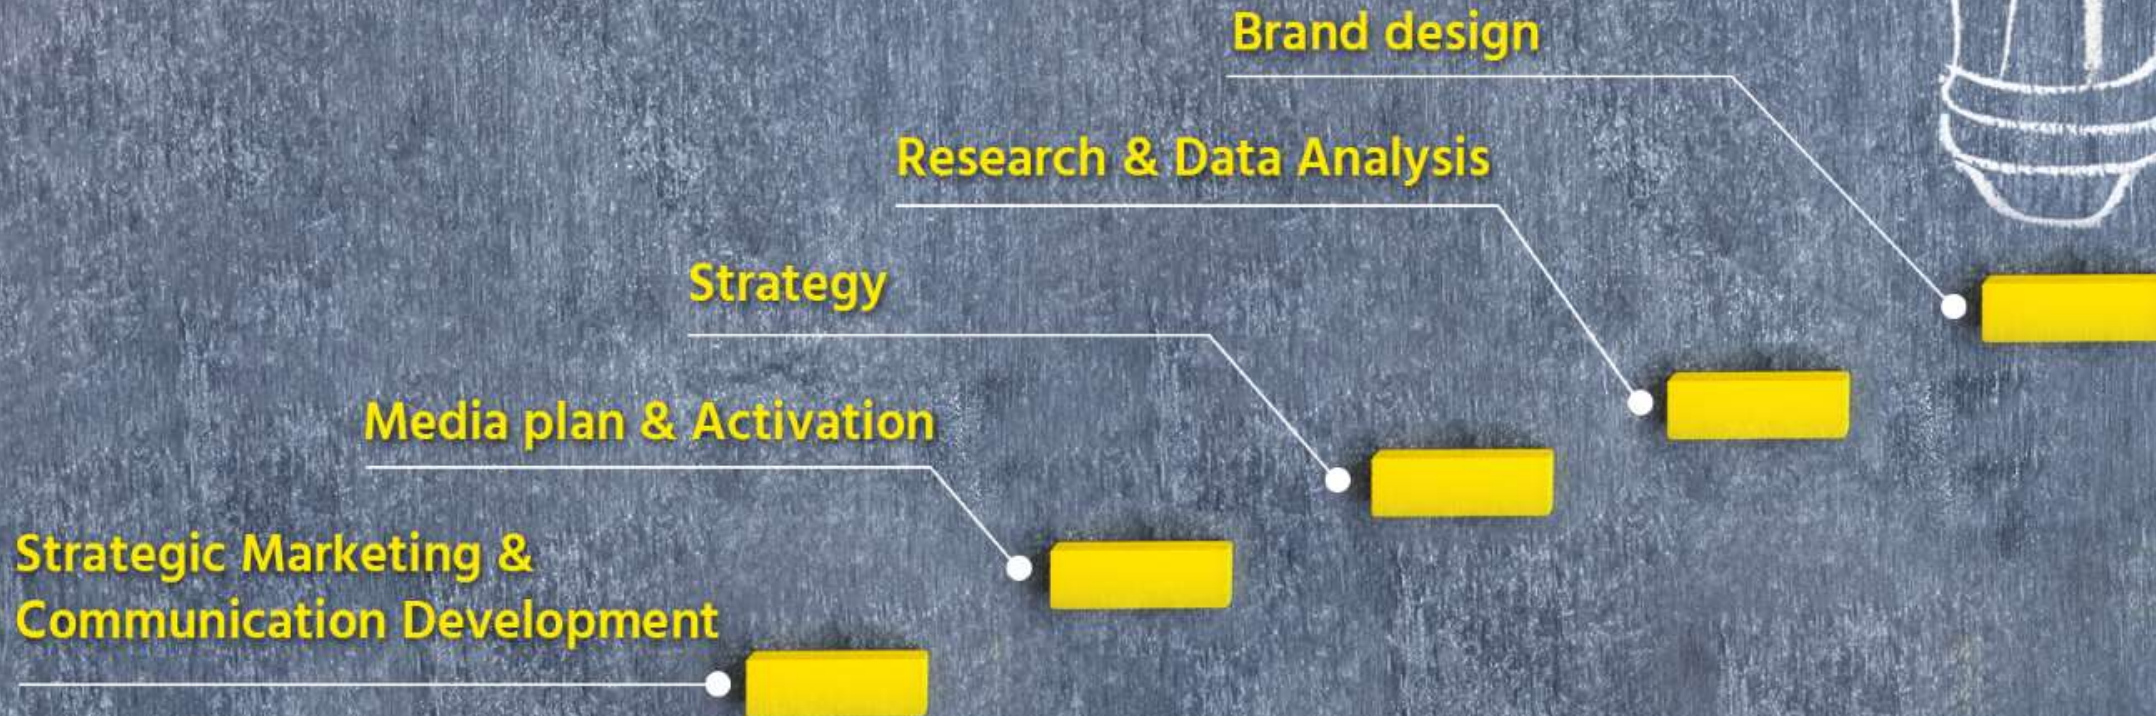 Brand design
Research & Data Analysis
Strategy
Media plan & Activation
Strategic Marketing &
Communication Development